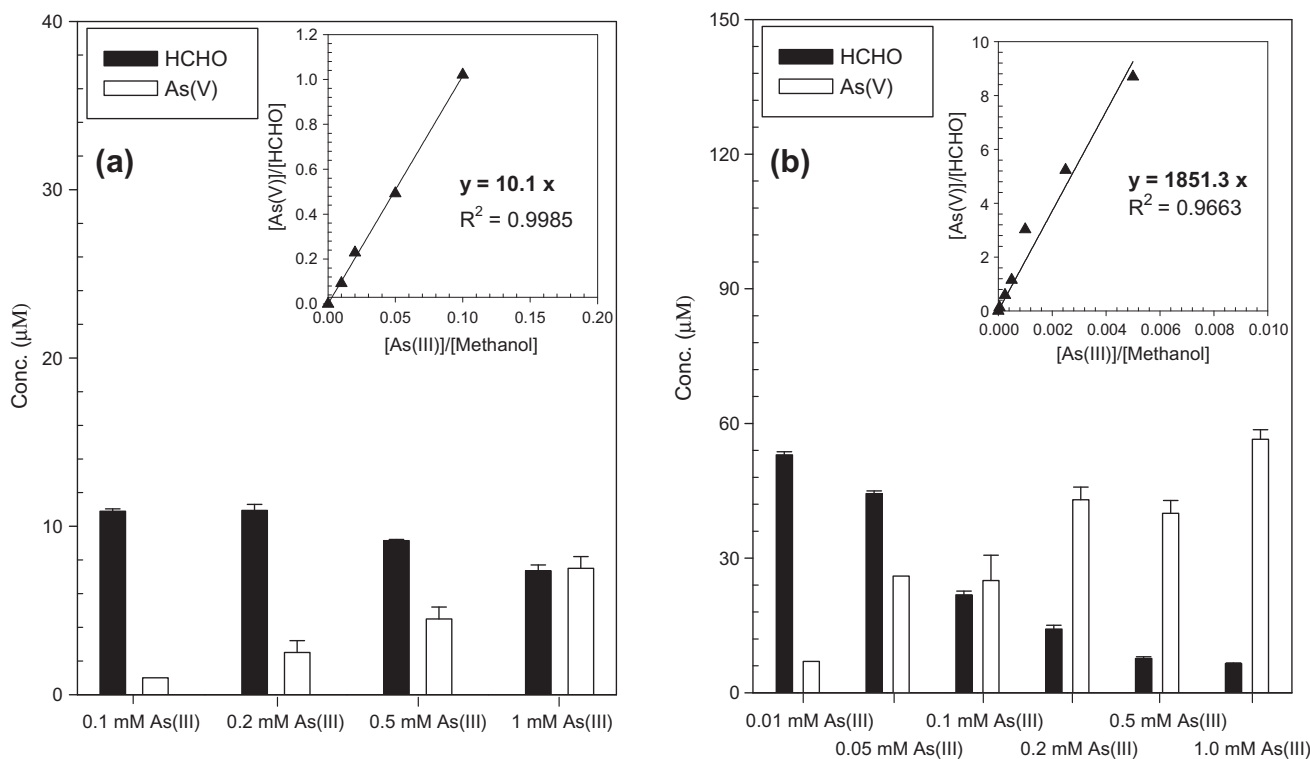 40
30
20
10
0
Conc. (μM)
HCHO
As(V)
(a)
1.2
1.0
0.8
0.6
0.4
0.2
0.0
[As(V)]/[HCHO]
y = 10.1 x
R² = 0.9985
0.00 0.05 0.10 0.20
[As(III)]/[Methanol]
0.1 mM As(III) 0.2 mM As(III) 0.5 mM As(III) 1 mM As(III)
150
120
90
60
30
0
Conc. (μM)
HCHO
As(V)
(b)
10
8
6
4
2
0
[As(V)]/[HCHO]
y = 1851.3 x
R² = 0.9663
0.000 0.002 0.004 0.006 0.008 0.010
[As(III)]/[Methanol]
0.01 mM As(III) 0.1 mM As(III) 0.5 mM As(III)
0.05 mM As(III) 0.2 mM As(III) 1.0 mM As(III)